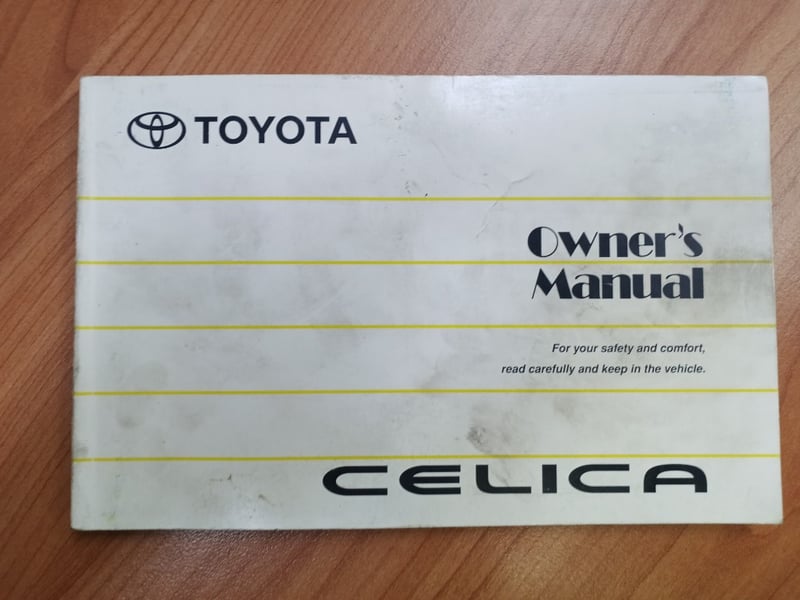 TOYOTA
Owner's
Manual
For your safety and comfort,
read carefully and keep in the vehicle.
CELICA